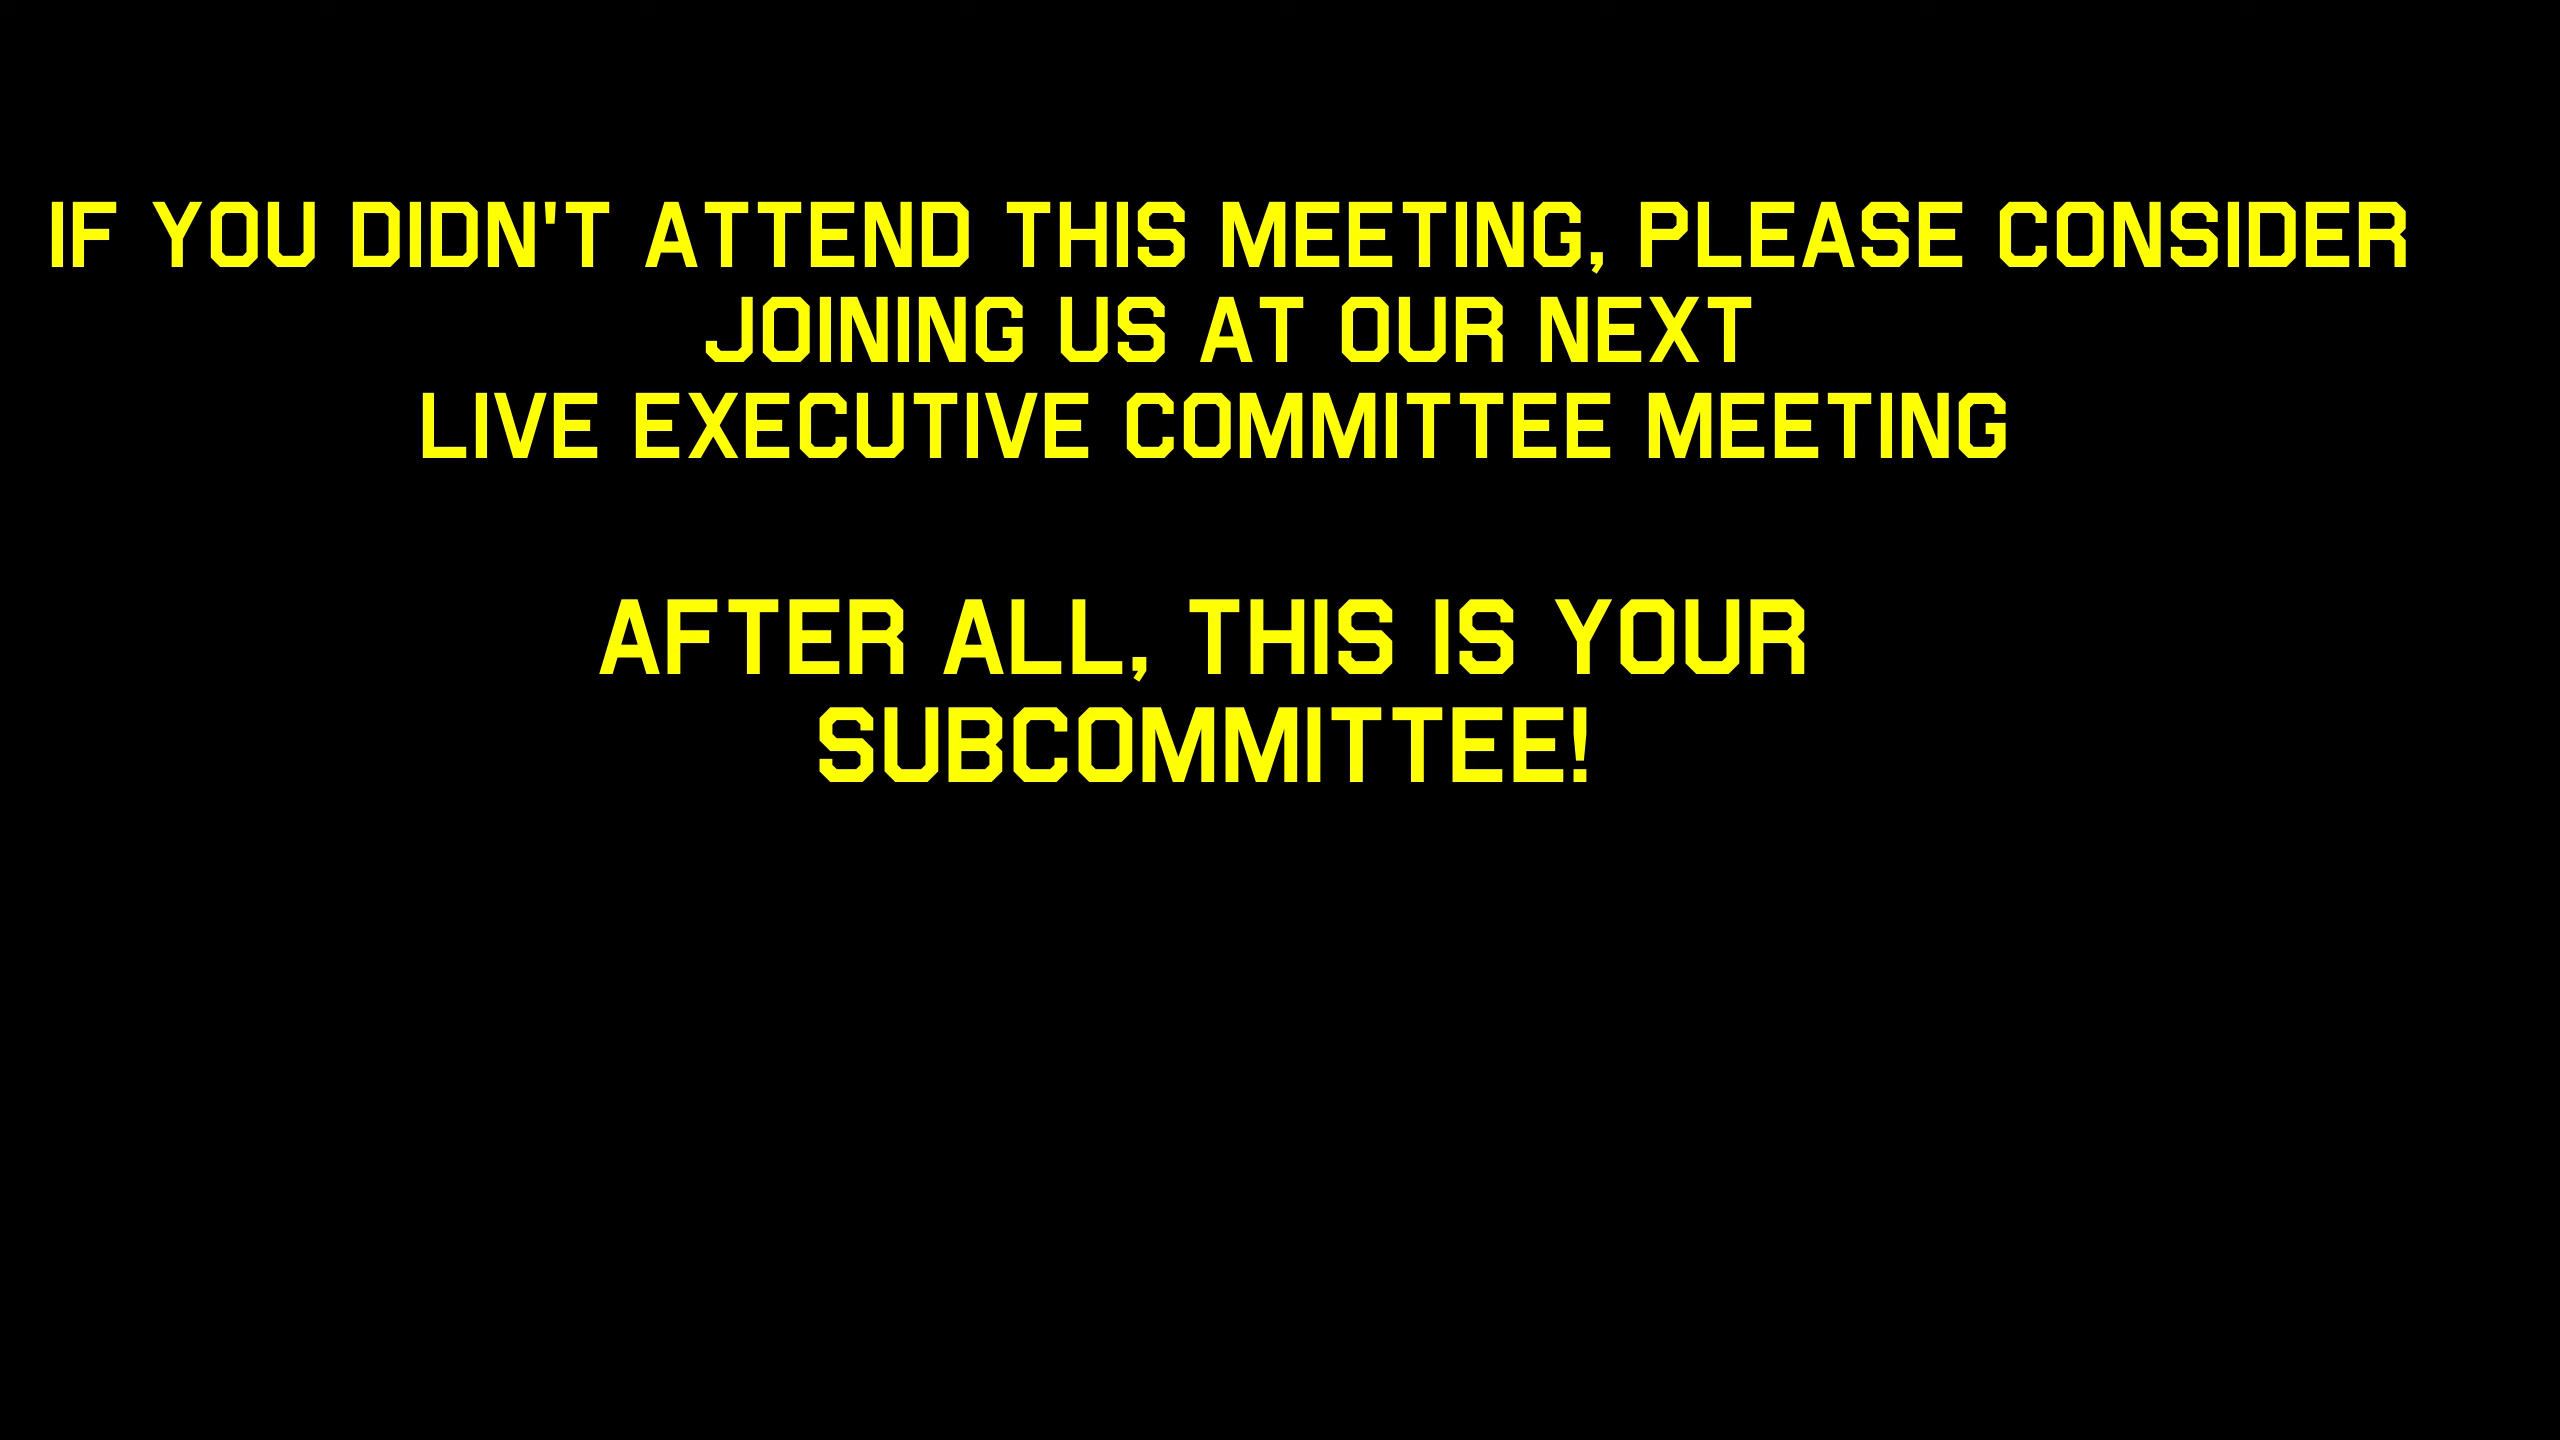 IF YOU DIDN'T ATTEND THIS MEETING, PLEASE CONSIDER
JOINING US AT OUR NEXT
LIVE EXECUTIVE COMMITTEE MEETING
AFTER ALL, THIS IS YOUR
SUBCOMMITTEE!